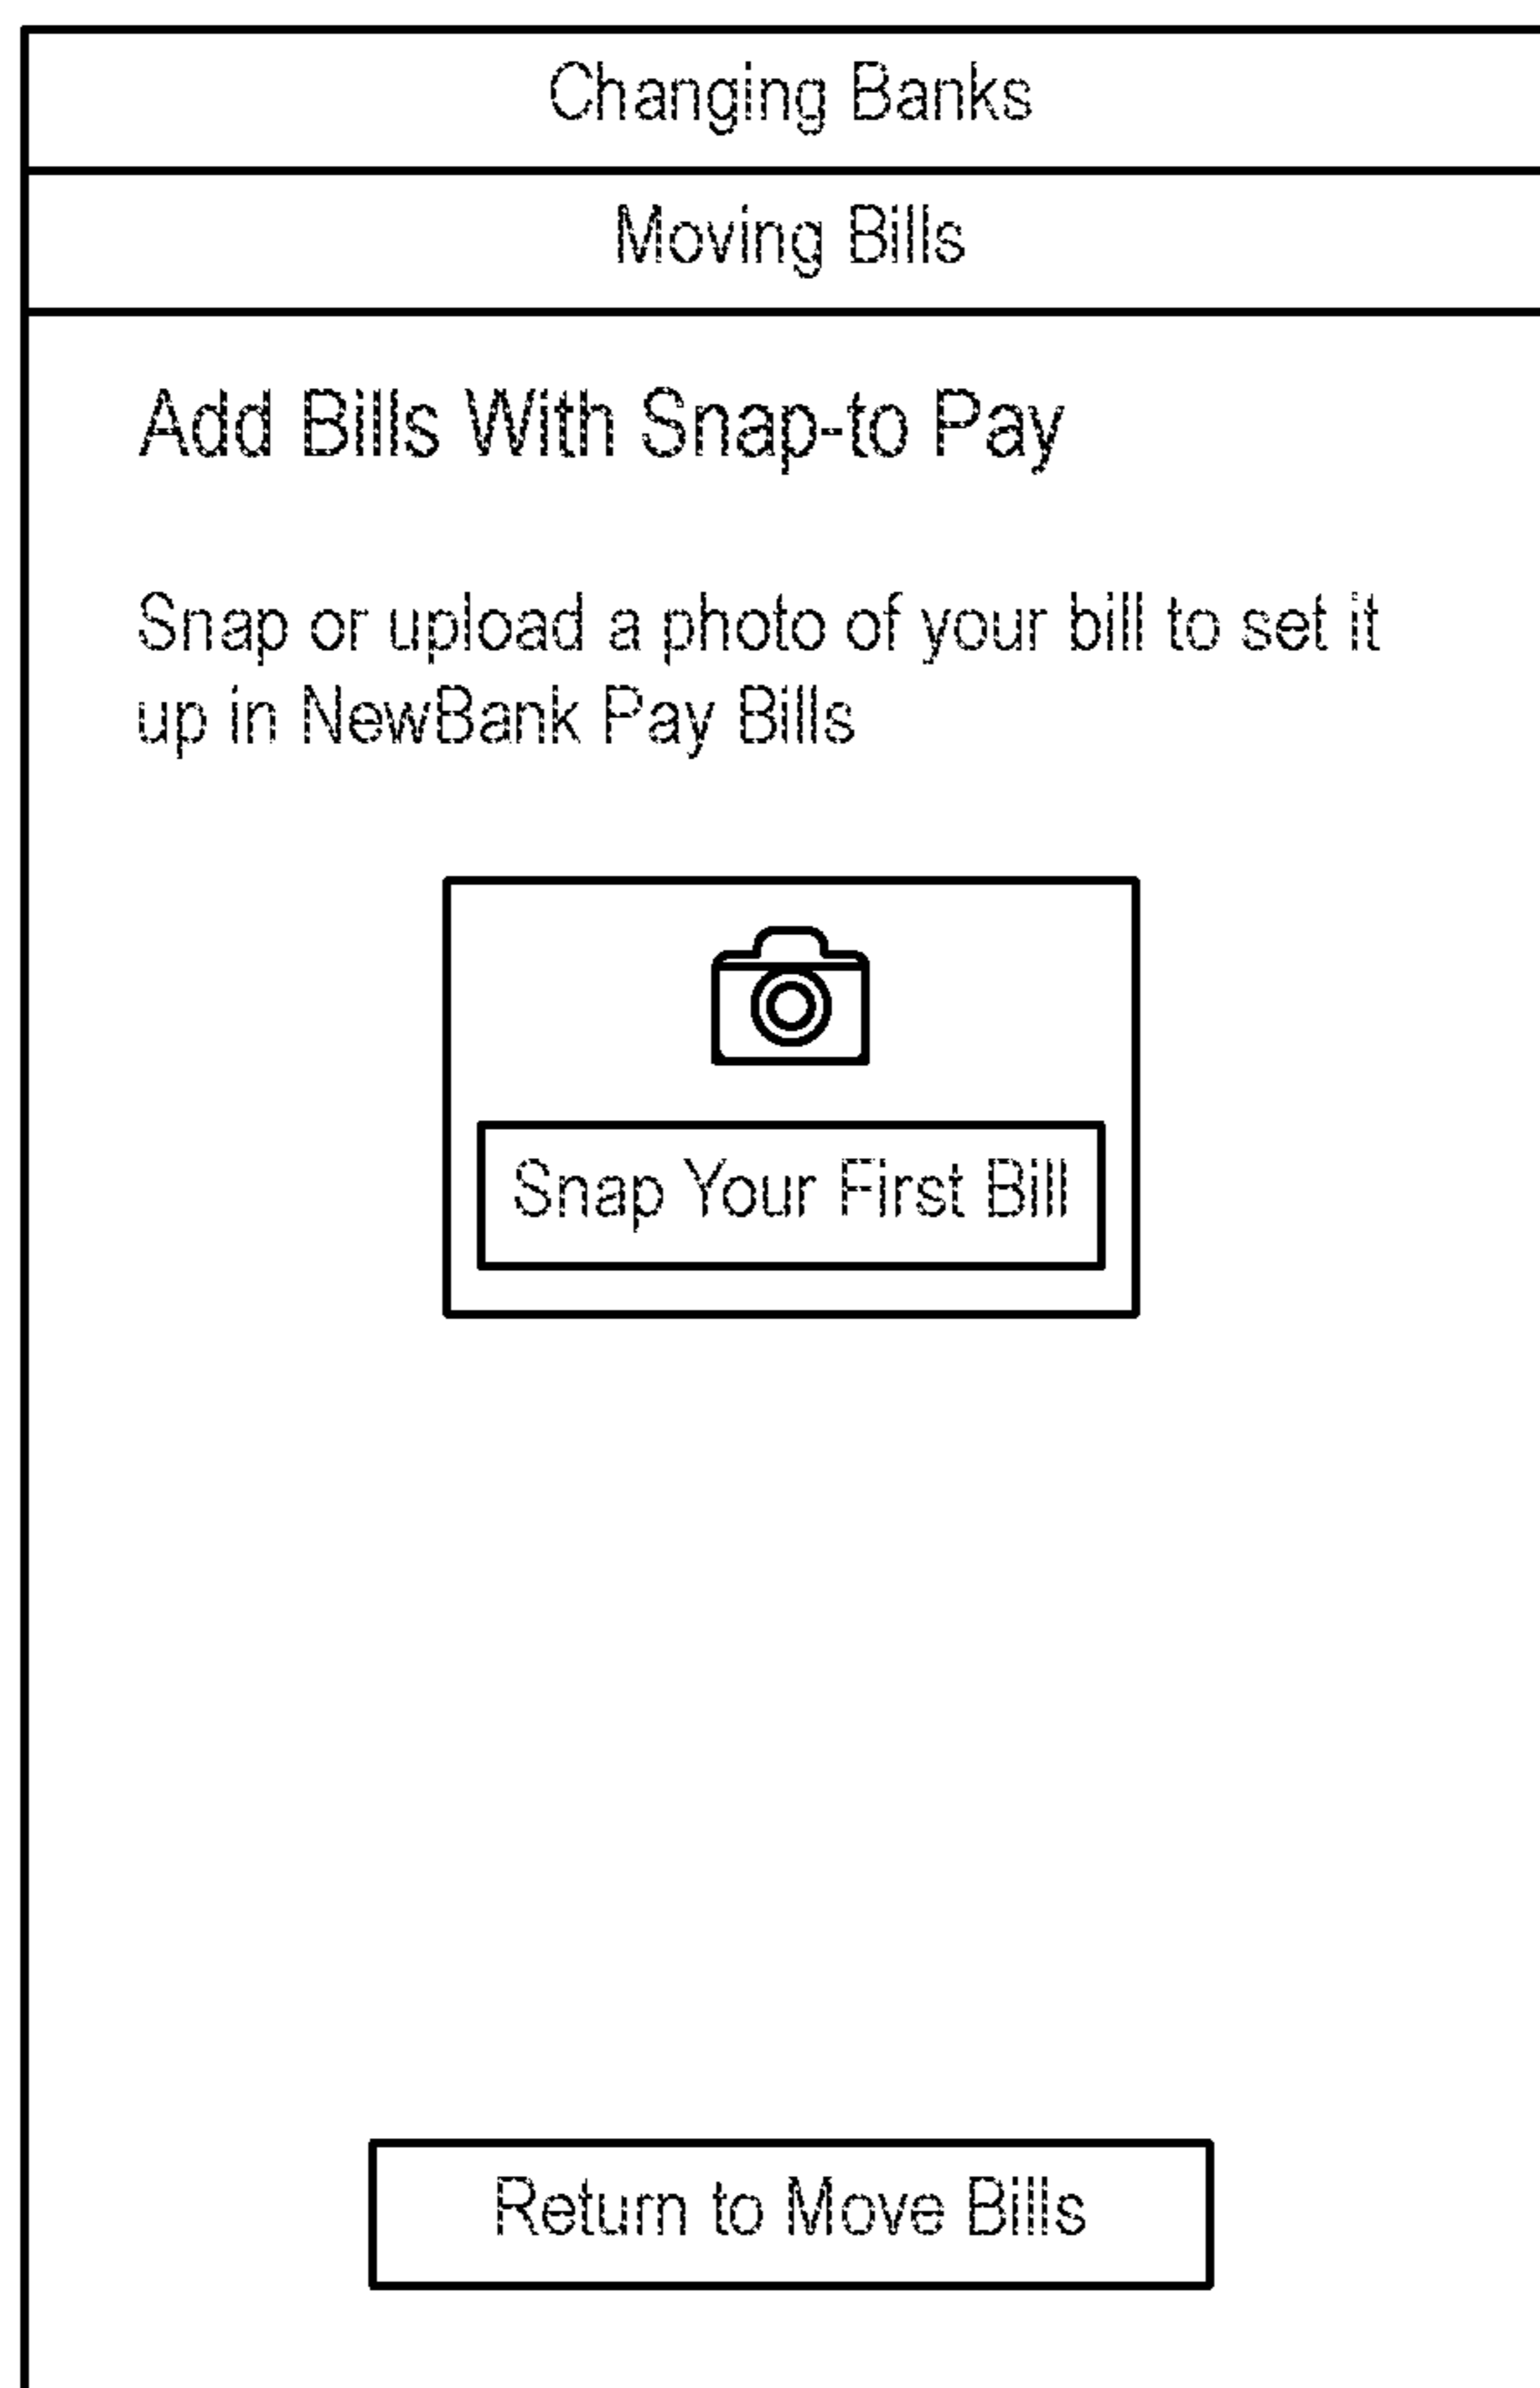 Changing Banks
Moving Bills
Add Bills With Snap-to Pay
Snap or upload a photo of your bill to set it
up in NewBank Pay Bills
Snap Your First Bill
Return to Move Bills